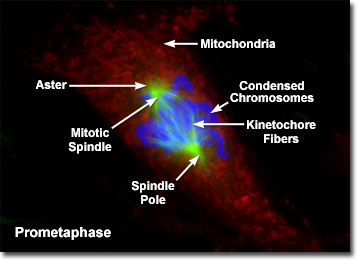 Mitochondria
Aster
Condensed
Chromosomes
Mitotic
Spindle
Kinetochore
Fibers
Spindle
Pole
Prometaphase